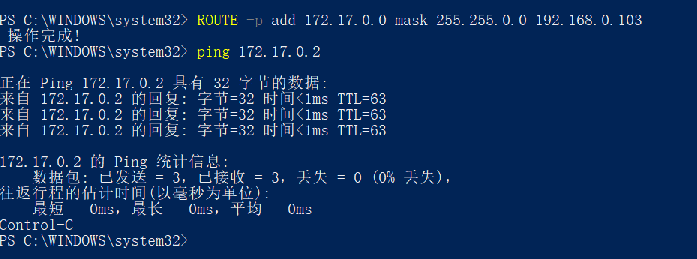 PS C:\WINDOWS\system32> ROUTE -p add 172.17.0.0 mask 255.255.0.0 192.168.0.103
操作完成!
PS C:\WINDOWS\system32> ping 172.17.0.2
正在 Ping 172.17.0.2 具有 32 字节的数据:
来自 172.17.0.2 的回复: 字节=32 时间<1ms TTL=63
来自 172.17.0.2 的回复: 字节=32 时间<1ms TTL=63
来自 172.17.0.2 的回复: 字节=32 时间<1ms TTL=63
172.17.0.2 的 Ping 统计信息:
数据包: 已发送 = 3，已接收 = 3，丢失 = 0 (0% 丢失)，
往返行程的估计时间(以毫秒为单位):
最短 = 0ms，最长 = 0ms，平均 = 0ms
Control-C
PS C:\WINDOWS\system32>